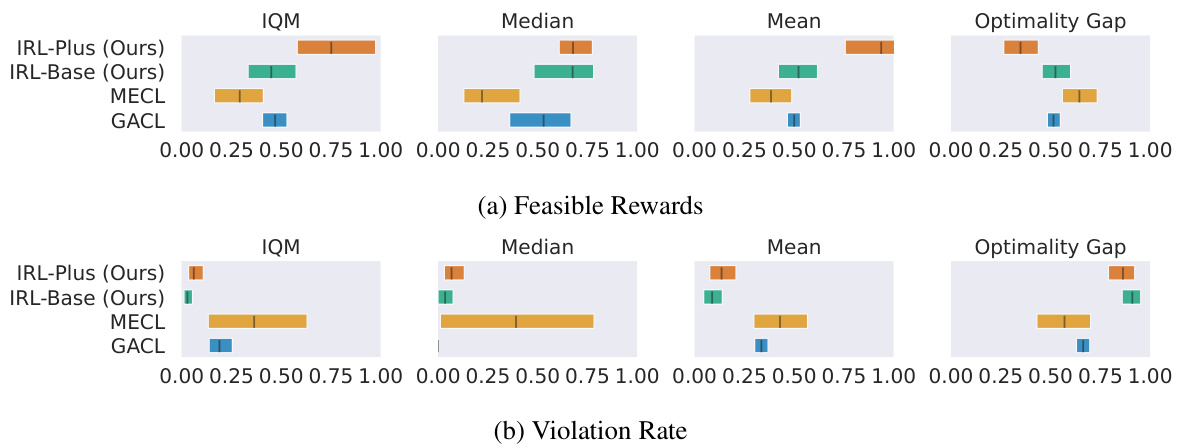 IQM Median Mean Optimality Gap
IRL-Plus (Ours)
IRL-Base (Ours)
MECL
GACL
0.00 0.25 0.50 0.75 1.00 0.00 0.25 0.50 0.75 1.00 0.00 0.25 0.50 0.75 1.00 0.00 0.25 0.50 0.75 1.00
(a) Feasible Rewards
IQM Median Mean Optimality Gap
IRL-Plus (Ours)
IRL-Base (Ours)
MECL
GACL
0.00 0.25 0.50 0.75 1.00 0.00 0.25 0.50 0.75 1.00 0.00 0.25 0.50 0.75 1.00 0.00 0.25 0.50 0.75 1.00
(b) Violation Rate